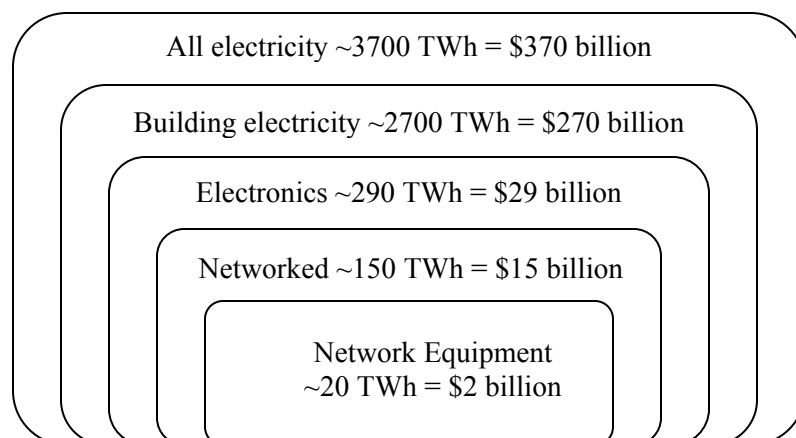 All electricity ~3700 TWh = $370 billion
Building electricity ~2700 TWh = $270 billion
Electronics ~290 TWh = $29 billion
Networked ~150 TWh = $15 billion
Network Equipment
~20 TWh = $2 billion